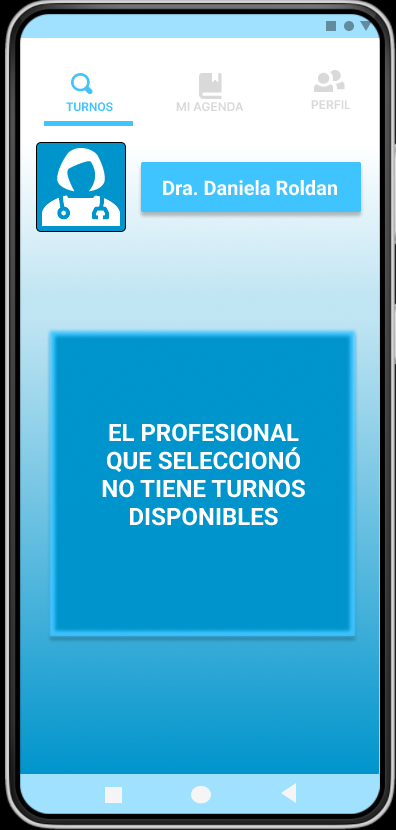 TURNOS
MI AGENDA
PERFIL
Dra. Daniela Roldan
EL PROFESIONAL
QUE SELECCIONÓ
NO TIENE TURNOS
DISPONIBLES